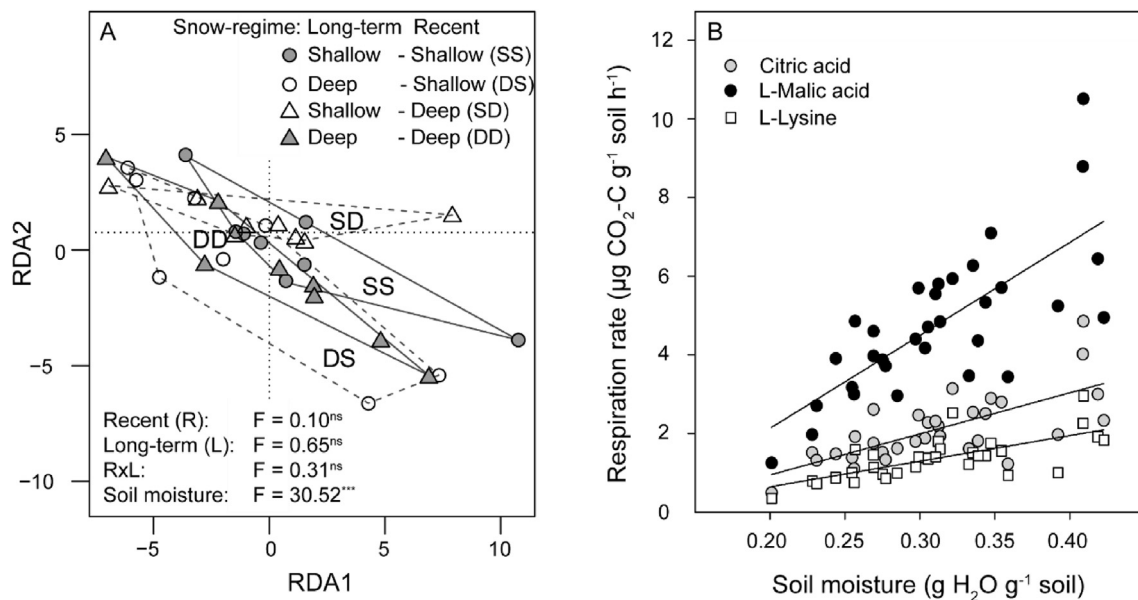 A
Snow-regime: Long-term Recent
Shallow - Shallow (SS)
Deep - Shallow (DS)
Shallow - Deep (SD)
Deep - Deep (DD)
5
0
−5
−10
RDA2
SD
DD
SS
DS
Recent (R): F = 0.10ns
Long-term (L): F = 0.65ns
RxL: F = 0.31ns
Soil moisture: F = 30.52***
−5 0 5 10
RDA1
B
Citric acid
L-Malic acid
L-Lysine
12
10
8
6
4
2
0
Respiration rate (µg CO₂-C g⁻¹ soil h⁻¹)
0.20 0.25 0.30 0.35 0.40
Soil moisture (g H₂O g⁻¹ soil)